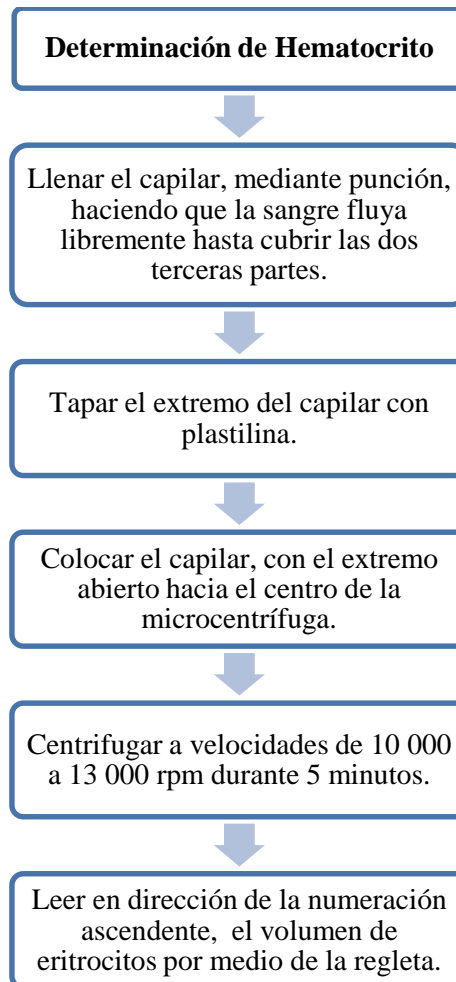 Determinación de Hematocrito
Llenar el capilar, mediante punción,
haciendo que la sangre fluya
libremente hasta cubrir las dos
terceras partes.
Tapar el extremo del capilar con
plastilina.
Colocar el capilar, con el extremo
abierto hacia el centro de la
microcentrífuga.
Centrifugar a velocidades de 10 000
a 13 000 rpm durante 5 minutos.
Leer en dirección de la numeración
ascendente, el volumen de
eritrocitos por medio de la regleta.